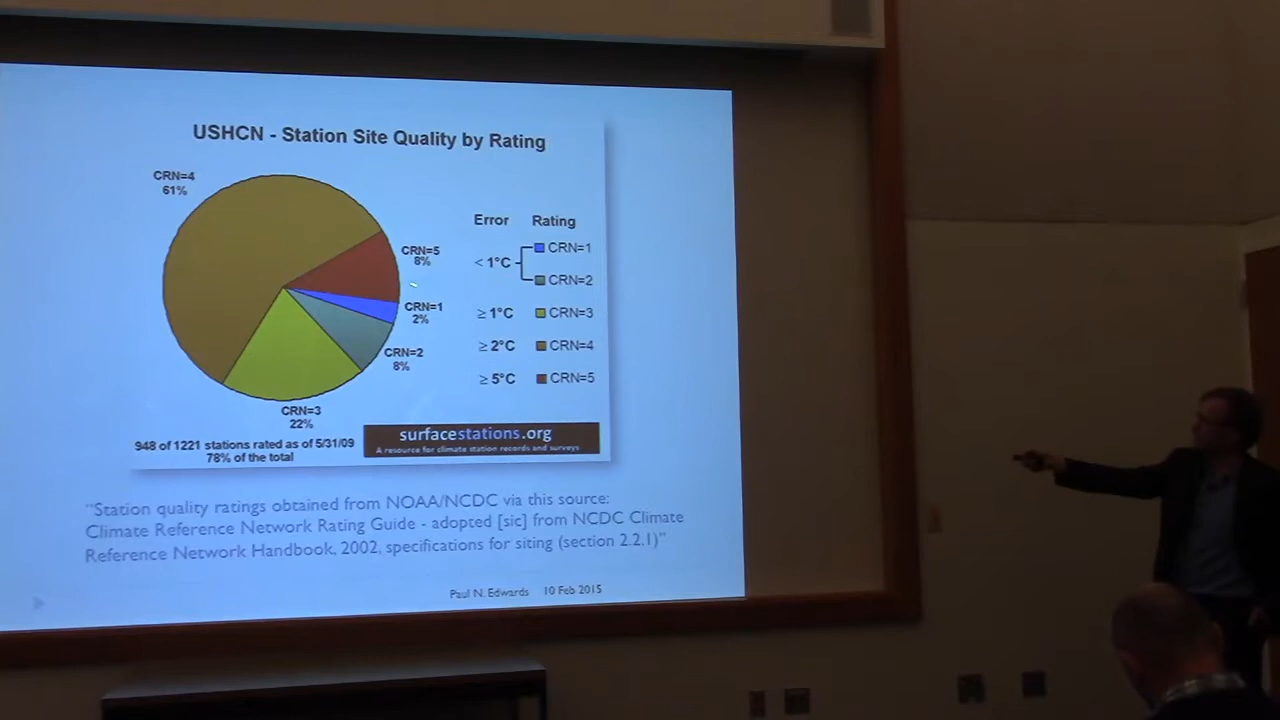 USHCN - Station Site Quality by Rating
CRN=4
61%
CRN=5
8%
CRN=1
2%
CRN=2
8%
CRN=3
22%
Error Rating
< 1°C CRN=1
CRN=2
≥ 1°C CRN=3
≥ 2°C CRN=4
≥ 5°C CRN=5
948 of 1221 stations rated as of 5/31/09
78% of the total
surfacestations.org
A resource for climate station records and surveys
"Station quality ratings obtained from NOAA/NCDC via this source:
Climate Reference Network Rating Guide - adopted [sic] from NCDC Climate
Reference Network Handbook, 2002, specifications for siting (section 2.2.1)"
Paul N. Edwards 10 Feb 2015